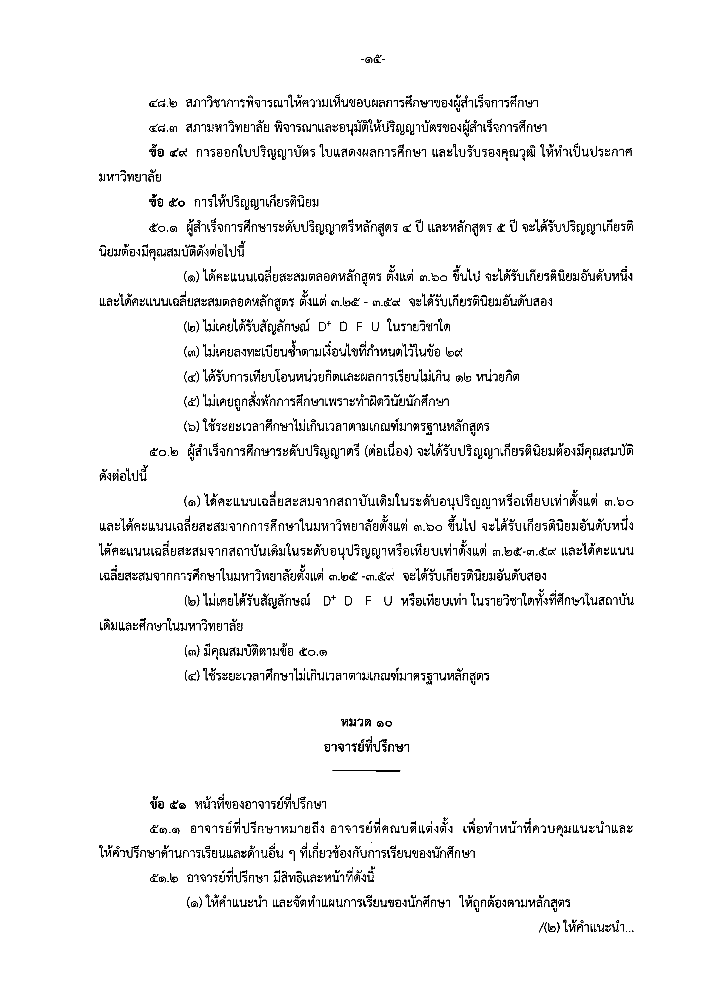 -๑๕-
๔๘.๒ สภาวิชาการพิจารณาให้ความเห็นชอบผลการศึกษาของผู้สำเร็จการศึกษา
๔๘.๓ สภามหาวิทยาลัย พิจารณาและอนุมัติให้ปริญญาบัตรของผู้สำเร็จการศึกษา
ข้อ ๔๙ การออกใบปริญญาบัตร ใบแสดงผลการศึกษา และใบรับรองคุณวุฒิ ให้ทำเป็นประกาศ
มหาวิทยาลัย
ข้อ ๕๐ การให้ปริญญาเกียรตินิยม
๕๐.๑ ผู้สำเร็จการศึกษาระดับปริญญาตรีหลักสูตร ๔ ปี และหลักสูตร ๕ ปี จะได้รับปริญญาเกียรติ
นิยมต้องมีคุณสมบัติดังต่อไปนี้
(๑) ได้คะแนนเฉลี่ยสะสมตลอดหลักสูตร ตั้งแต่ ๓.๖๐ ขึ้นไป จะได้รับเกียรตินิยมอันดับหนึ่ง
และได้คะแนนเฉลี่ยสะสมตลอดหลักสูตร ตั้งแต่ ๓.๒๕ - ๓.๕๙ จะได้รับเกียรตินิยมอันดับสอง
(๒) ไม่เคยได้รับสัญลักษณ์ D⁺ D F U ในรายวิชาใด
(๓) ไม่เคยลงทะเบียนซ้ำตามเงื่อนไขที่กำหนดไว้ในข้อ ๒๙
(๔) ได้รับการเทียบโอนหน่วยกิตและผลการเรียนไม่เกิน ๑๒ หน่วยกิต
(๕) ไม่เคยถูกสั่งพักการศึกษาเพราะทำผิดวินัยนักศึกษา
(๖) ใช้ระยะเวลาศึกษาไม่เกินเวลาตามเกณฑ์มาตรฐานหลักสูตร
๕๐.๒ ผู้สำเร็จการศึกษาระดับปริญญาตรี (ต่อเนื่อง) จะได้รับปริญญาเกียรตินิยมต้องมีคุณสมบัติ
ดังต่อไปนี้
(๑) ได้คะแนนเฉลี่ยสะสมจากสถาบันเดิมในระดับอนุปริญญาหรือเทียบเท่าตั้งแต่ ๓.๖๐
และได้คะแนนเฉลี่ยสะสมจากการศึกษาในมหาวิทยาลัยตั้งแต่ ๓.๖๐ ขึ้นไป จะได้รับเกียรตินิยมอันดับหนึ่ง
ได้คะแนนเฉลี่ยสะสมจากสถาบันเดิมในระดับอนุปริญญาหรือเทียบเท่าตั้งแต่ ๓.๒๕-๓.๕๙ และได้คะแนน
เฉลี่ยสะสมจากการศึกษาในมหาวิทยาลัยตั้งแต่ ๓.๒๕ -๓.๕๙ จะได้รับเกียรตินิยมอันดับสอง
(๒) ไม่เคยได้รับสัญลักษณ์ D⁺ D F U หรือเทียบเท่า ในรายวิชาใดทั้งที่ศึกษาในสถาบัน
เดิมและศึกษาในมหาวิทยาลัย
(๓) มีคุณสมบัติตามข้อ ๕๐.๑
(๔) ใช้ระยะเวลาศึกษาไม่เกินเวลาตามเกณฑ์มาตรฐานหลักสูตร
หมวด ๑๐
อาจารย์ที่ปรึกษา
ข้อ ๕๑ หน้าที่ของอาจารย์ที่ปรึกษา
๕๑.๑ อาจารย์ที่ปรึกษาหมายถึง อาจารย์ที่คณบดีแต่งตั้ง เพื่อทำหน้าที่ควบคุมแนะนำและ
ให้คำปรึกษาด้านการเรียนและด้านอื่น ๆ ที่เกี่ยวข้องกับการเรียนของนักศึกษา
๕๑.๒ อาจารย์ที่ปรึกษา มีสิทธิและหน้าที่ดังนี้
(๑) ให้คำแนะนำ และจัดทำแผนการเรียนของนักศึกษา ให้ถูกต้องตามหลักสูตร
/(๒) ให้คำแนะนำ...